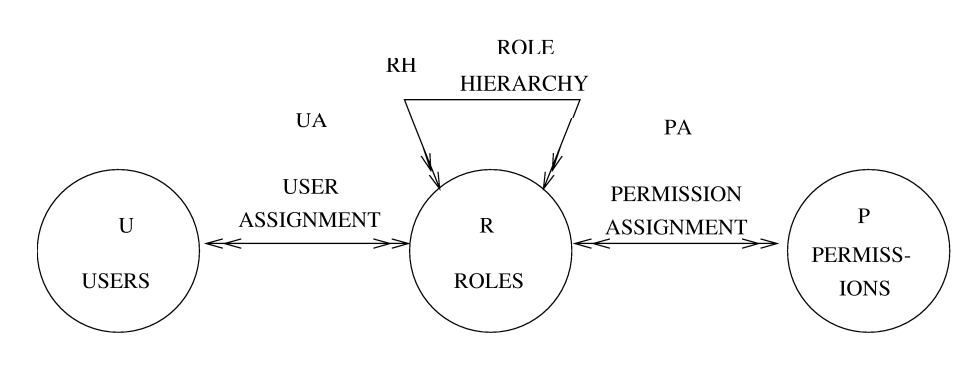 ROLE
RH
HIERARCHY
UA
PA
USER
ASSIGNMENT
PERMISSION
ASSIGNMENT
U
USERS
R
ROLES
P
PERMISS-
IONS